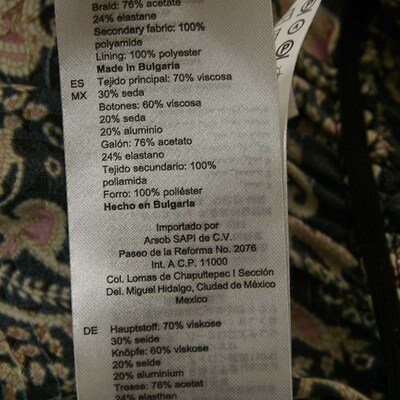 Braid: 76% acetate
24% elastane
Secondary fabric: 100%
polyamide
Lining: 100% polyester
Made in Bulgaria
ES Tejido principal: 70% viscosa
MX 30% seda
Botones: 60% viscosa
20% seda
20% aluminio
Galón: 76% acetato
24% elastano
Tejido secundario: 100%
poliamida
Forro: 100% poliéster
Hecho en Bulgaria
Importado por
Arsob SAPI de C.V.
Paseo de la Reforma No. 2076
Int. A C.P. 11000
Col. Lomas de Chapultepec I Sección
Del. Miguel Hidalgo, Ciudad de México
Mexico
DE Hauptstoff: 70% viskose
30% seide
Knöpfe: 60% viskose
20% seide
20% aluminium
Tresse: 76% acetat
24% elasthan